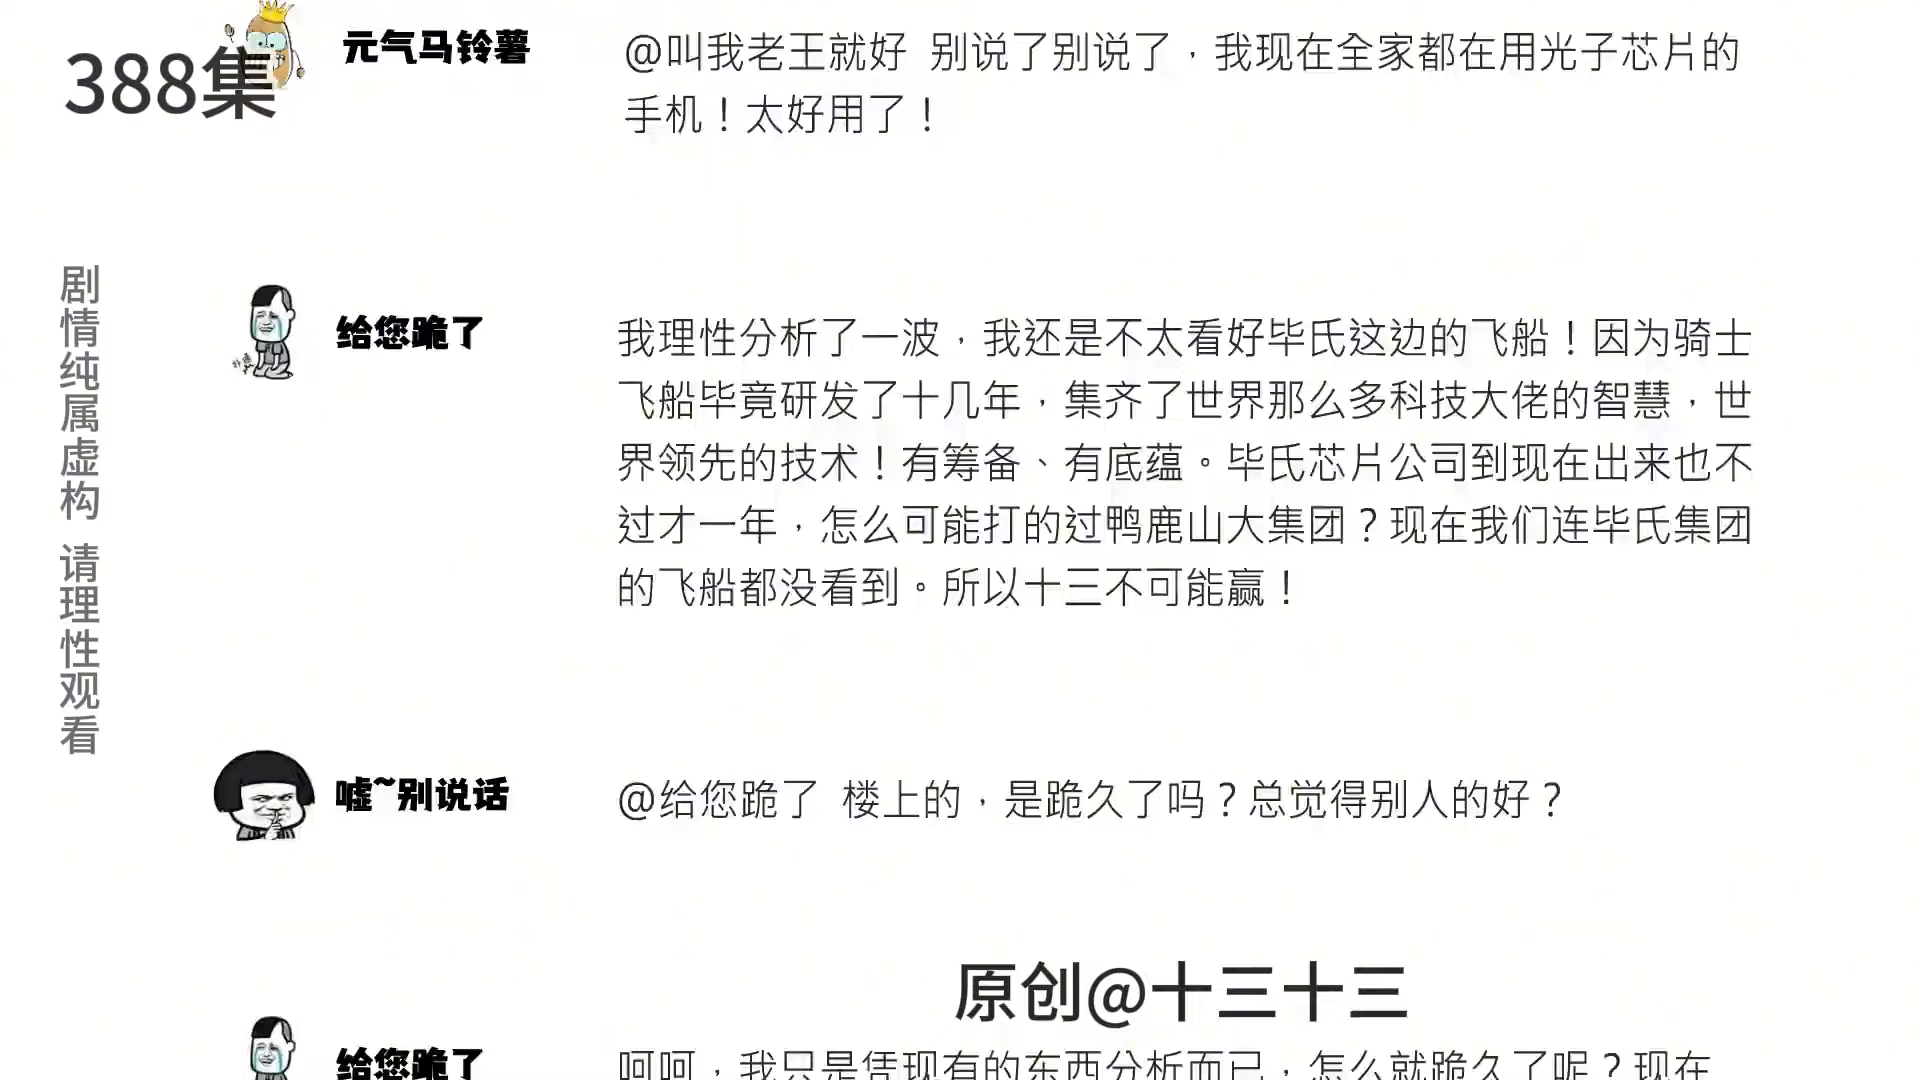 388集
元气马铃薯
@叫我老王就好 别说了别说了，我现在全家都在用光子芯片的
手机！太好用了！
剧情纯属虚构 请理性观看
给您跪了
我理性分析了一波，我还是不太看好毕氏这边的飞船！因为骑士
飞船毕竟研发了十几年，集齐了世界那么多科技大佬的智慧，世
界领先的技术！有筹备、有底蕴。毕氏芯片公司到现在出来也不
过才一年，怎么可能打的过鸭鹿山大集团？现在我们连毕氏集团
的飞船都没看到。所以十三不可能赢！
嘘~别说话
@给您跪了 楼上的，是跪久了吗？总觉得别人的好？
原创@十三十三
给您跪了
呵呵，我只是凭现有的东西分析而已，怎么就跪久了呢？现在